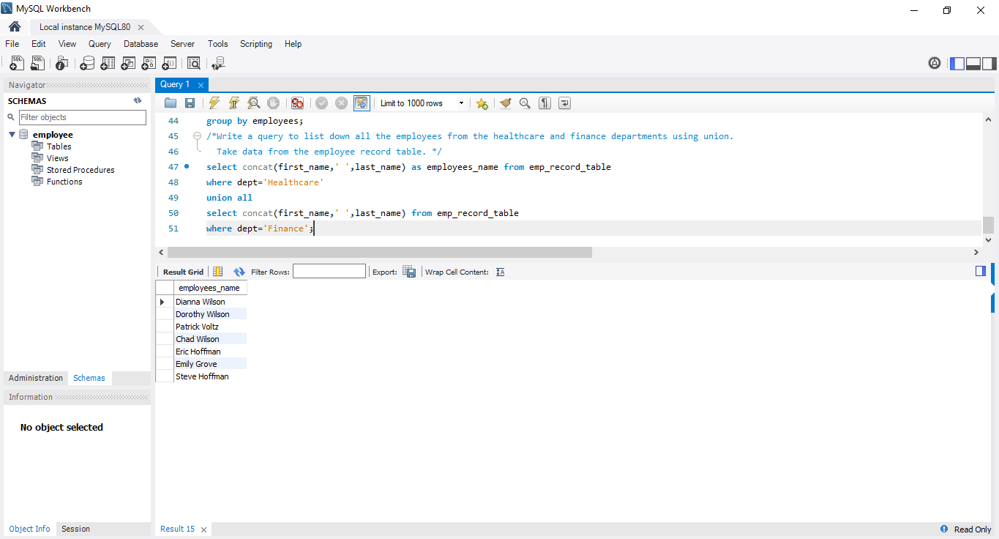 MySQL Workbench
Local instance MySQL80
File Edit View Query Database Server Tools Scripting Help
Navigator
SCHEMAS
Filter objects
employee
Tables
Views
Stored Procedures
Functions
Administration Schemas
Information
No object selected
Object Info Session
Query 1
Limit to 1000 rows
44 group by employees;
45 /*Write a query to list down all the employees from the healthcare and finance departments using union.
46 Take data from the employee record table. */
47 select concat(first_name,' ',last_name) as employees_name from emp_record_table
48 where dept='Healthcare'
49 union all
50 select concat(first_name,' ',last_name) from emp_record_table
51 where dept='Finance';
Result Grid Filter Rows: Export: Wrap Cell Content:
employees_name
Dianna Wilson
Dorothy Wilson
Patrick Voltz
Chad Wilson
Eric Hoffman
Emily Grove
Steve Hoffman
Result 15
Read Only